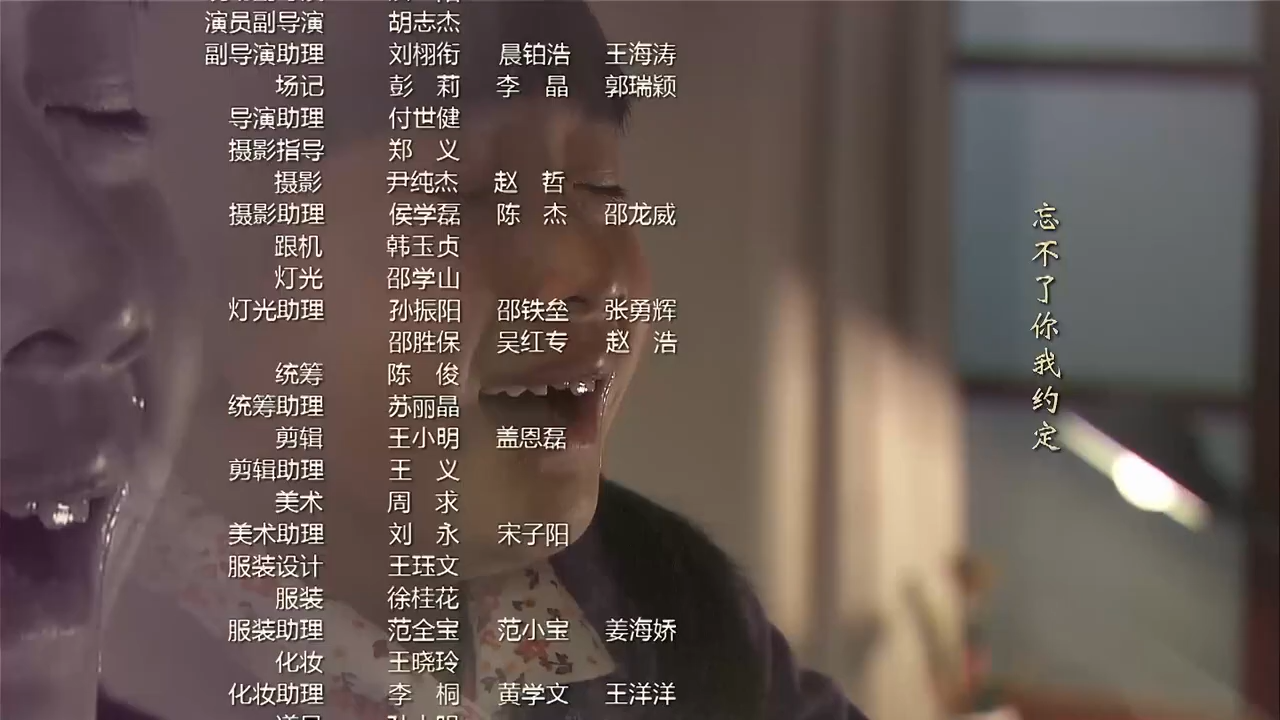 演员副导演 胡志杰
副导演助理 刘栩衔 晨铂浩 王海涛
场记 彭莉 李晶 郭瑞颖
导演助理 付世健
摄影指导 郑义
摄影 尹纯杰 赵哲
摄影助理 侯学磊 陈杰 邵龙威
跟机 韩玉贞
灯光 邵学山
灯光助理 孙振阳 邵铁垒 张勇辉
邵胜保 吴红专 赵浩
统筹 陈俊
统筹助理 苏丽晶
剪辑 王小明 盖恩磊
剪辑助理 王义
美术 周求
美术助理 刘永 宋子阳
服装设计 王珏文
服装 徐桂花
服装助理 范全宝 范小宝 姜海娇
化妆 王晓玲
化妆助理 李桐 黄学文 王洋洋
忘不了你我约定